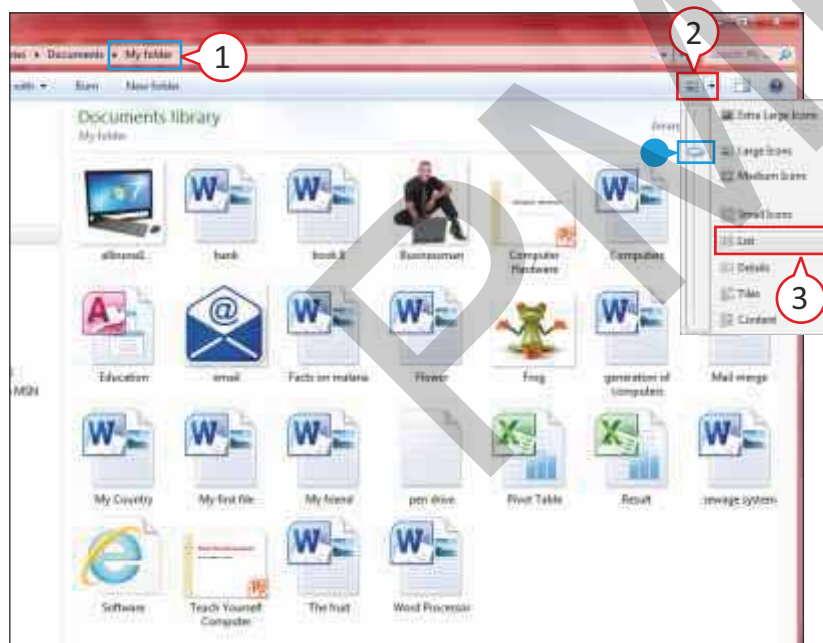 1
2
Documents ▸ My folder
Burn New folder
Documents library
My folder
Extra Large Icons
Large Icons
Medium Icons
Small Icons
List
Details
Tiles
Content
3
bank book 8 Businessman Computer Hardware Computers
Education email Flower frog generation of computers Mail merge
My Country My first file My friend pen drive Pivot Table Result sewage system
Software Teach Yourself Computer The fruit Word Processor
MSN